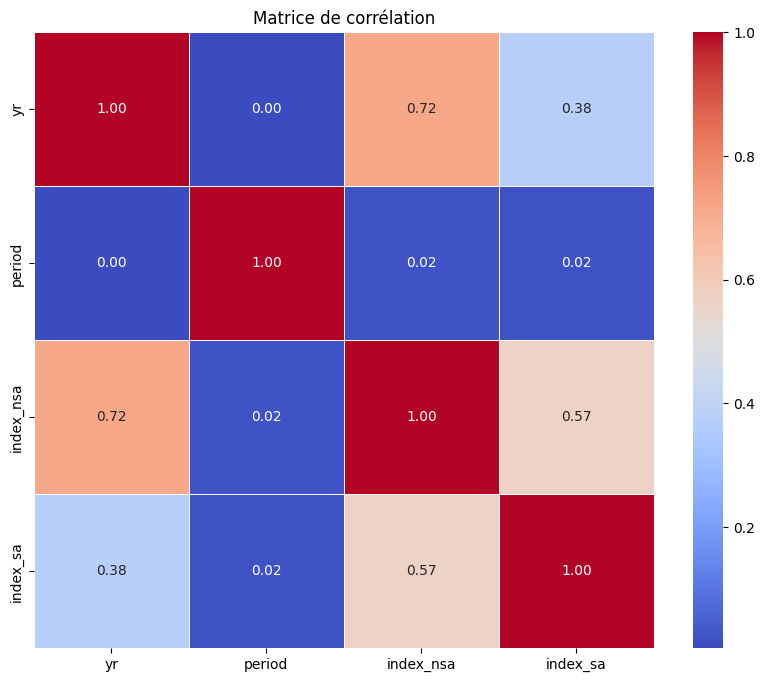 Matrice de corrélation
yr
1.00
0.00
0.72
0.38
period
0.00
1.00
0.02
0.02
index_nsa
0.72
0.02
1.00
0.57
index_sa
0.38
0.02
0.57
1.00
yr
period
index_nsa
index_sa
1.0
0.8
0.6
0.4
0.2